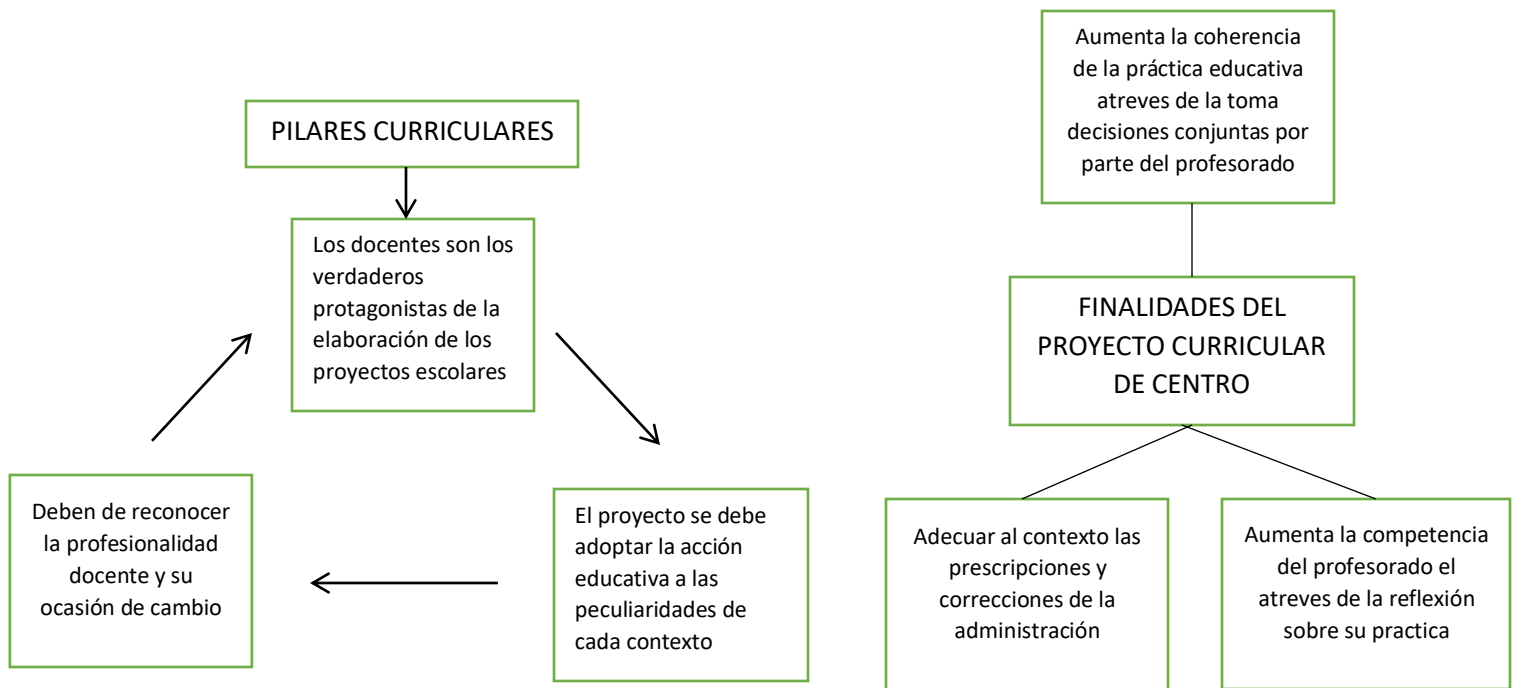 PILARES CURRICULARES
Los docentes son los
verdaderos
protagonistas de la
elaboración de los
proyectos escolares
El proyecto se debe
adoptar la acción
educativa a las
peculiaridades de
cada contexto
Deben de reconocer
la profesionalidad
docente y su
ocasión de cambio
Aumenta la coherencia
de la práctica educativa
atreves de la toma
decisiones conjuntas por
parte del profesorado
FINALIDADES DEL
PROYECTO CURRICULAR
DE CENTRO
Adecuar al contexto las
prescripciones y
correcciones de la
administración
Aumenta la competencia
del profesorado el
atreves de la reflexión
sobre su practica